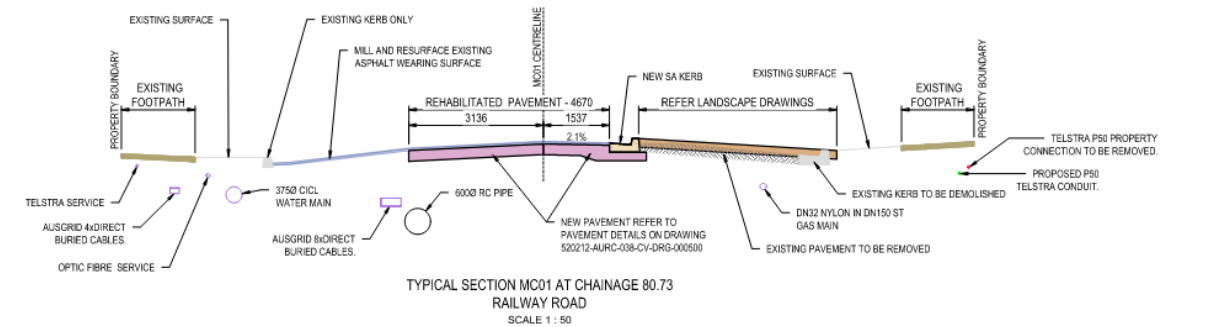 EXISTING SURFACE
EXISTING KERB ONLY
MILL AND RESURFACE EXISTING
ASPHALT WEARING SURFACE
MC01 CENTRELINE
NEW SA KERB
EXISTING SURFACE
PROPERTY BOUNDARY
EXISTING
FOOTPATH
REHABILITATED PAVEMENT - 4670
3136
1537
2.1%
REFER LANDSCAPE DRAWINGS
EXISTING
FOOTPATH
PROPERTY BOUNDARY
TELSTRA P50 PROPERTY
CONNECTION TO BE REMOVED.
PROPOSED P50
TELSTRA CONDUIT.
TELSTRA SERVICE
AUSGRID 4xDIRECT
BURIED CABLES.
OPTIC FIBRE SERVICE
375Ø CICL
WATER MAIN
AUSGRID 8xDIRECT
BURIED CABLES.
600Ø RC PIPE
NEW PAVEMENT REFER TO
PAVEMENT DETAILS ON DRAWING
520212-AURC-038-CV-DRG-000500
EXISTING KERB TO BE DEMOLISHED
DN32 NYLON IN DN150 ST
GAS MAIN
EXISTING PAVEMENT TO BE REMOVED
TYPICAL SECTION MC01 AT CHAINAGE 80.73
RAILWAY ROAD
SCALE 1 : 50